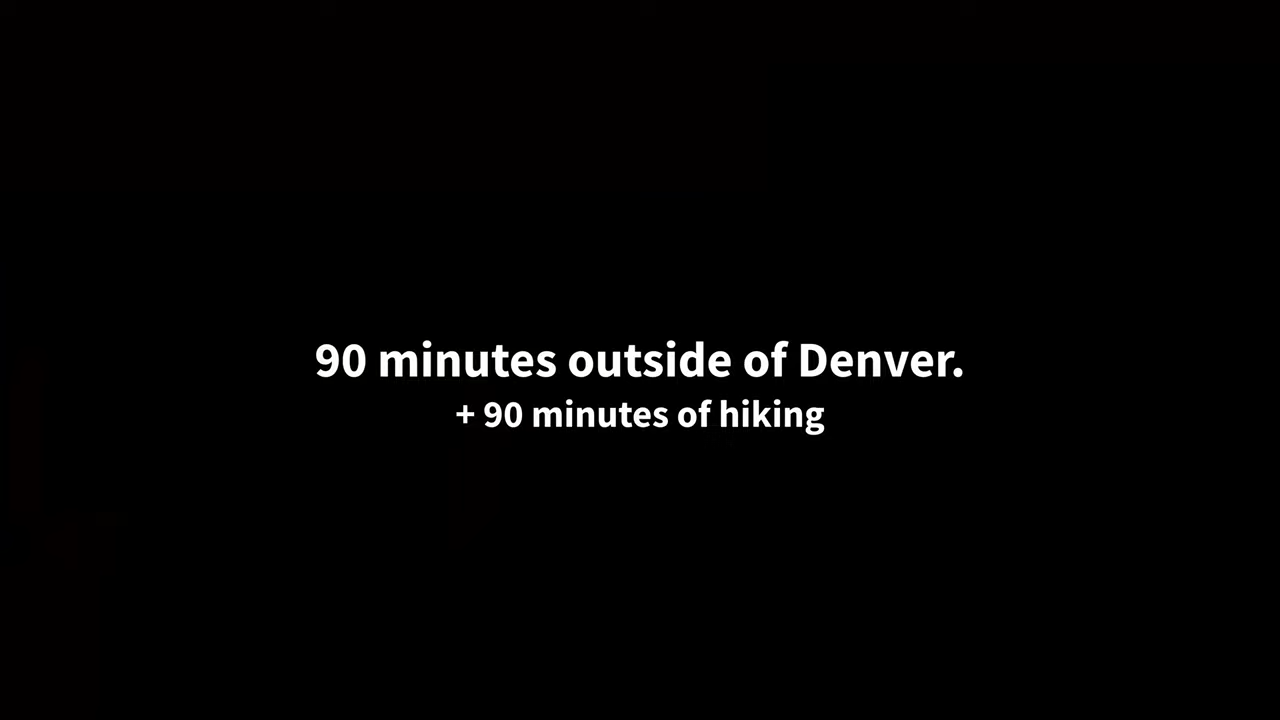 90 minutes outside of Denver.
+ 90 minutes of hiking